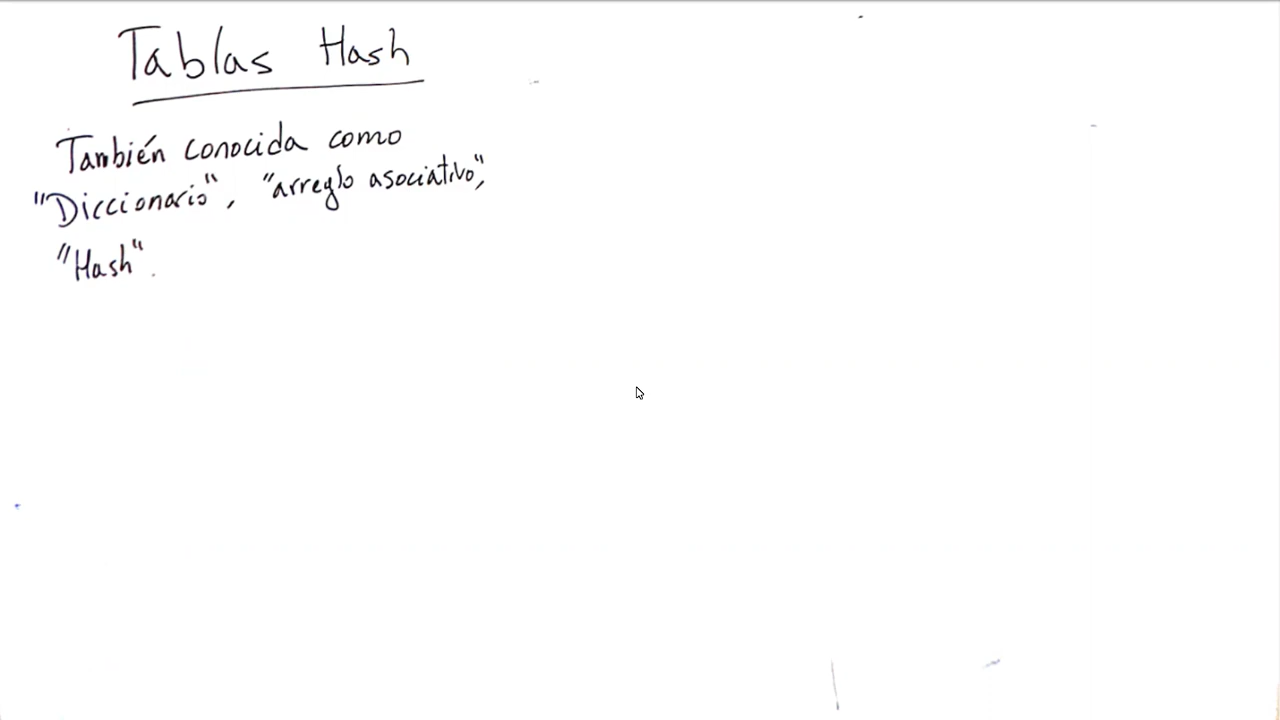 Tablas Hash
También conocida como
"Diccionario", "arreglo asociativo",
"Hash".